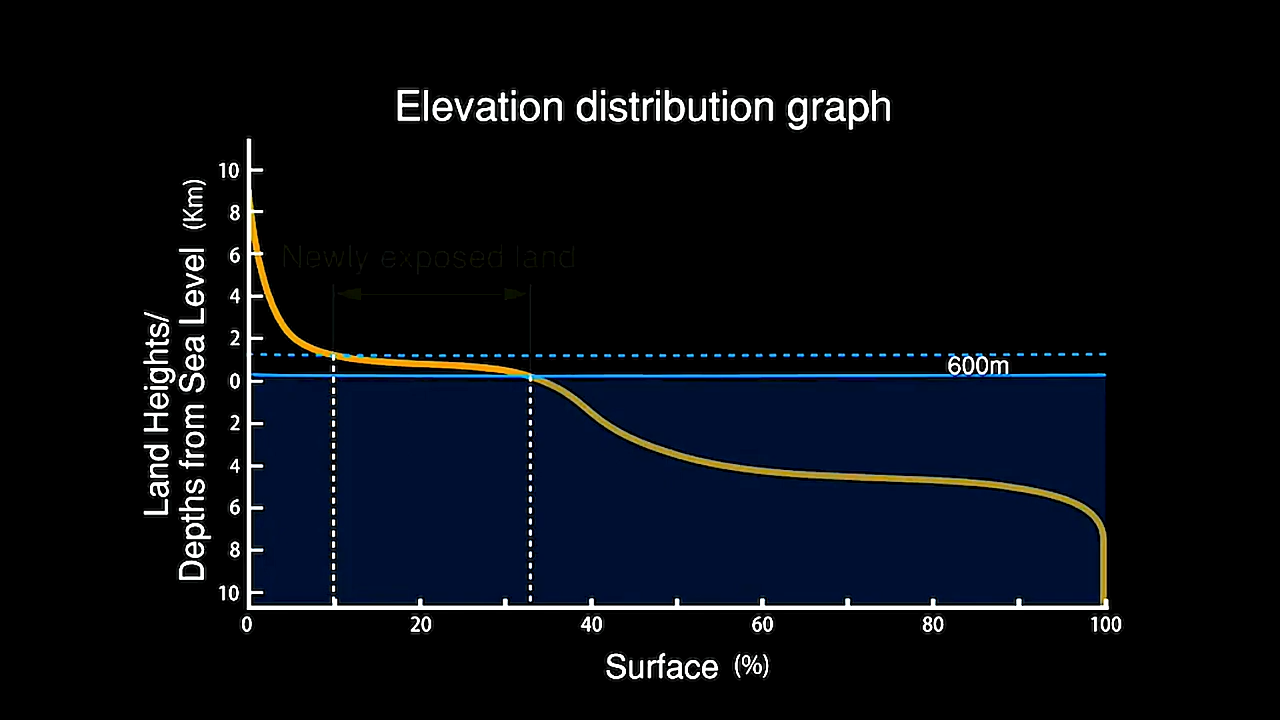 Elevation distribution graph
Land Heights/
Depths from Sea Level (Km)
10
8
6
4
2
0
2
4
6
8
10
Newly exposed land
600m
0
20
40
60
80
100
Surface (%)